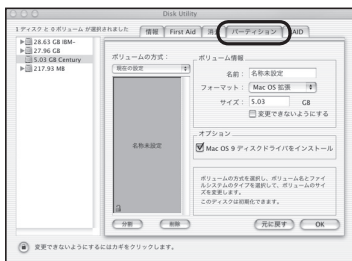 Disk Utility
1 ディスク と 0 ボリューム が選択されました
情報 First Aid 消去 パーティション RAID
28.63 GB IBM-
27.96 GB
5.03 GB Century
217.93 MB
ボリュームの方式：
現在の設定
名称未設定
分割 削除
ボリューム情報
名前： 名称未設定
フォーマット： Mac OS 拡張
サイズ： 5.03 GB
変更できないようにする
オプション
Mac OS 9 ディスクドライバをインストール
ボリュームの方式を選択し、ボリューム名とファイ
ルシステムのタイプを選択して、ボリュームのサイ
ズを変更します。
このディスクは初期化できます。
元に戻す OK
変更できないようにするにはカギをクリックします。